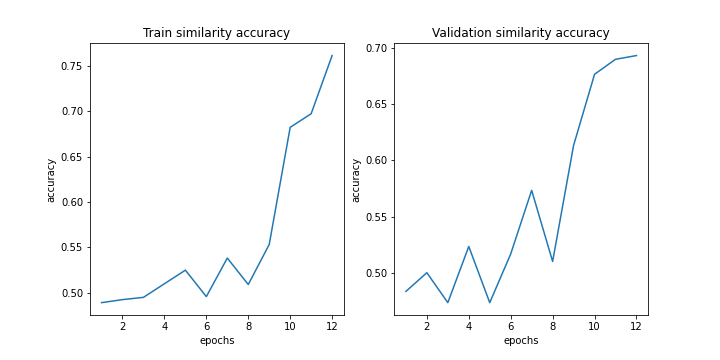 Train similarity accuracy
accuracy
0.75
0.70
0.65
0.60
0.55
0.50
2 4 6 8 10 12
epochs
Validation similarity accuracy
accuracy
0.70
0.65
0.60
0.55
0.50
2 4 6 8 10 12
epochs